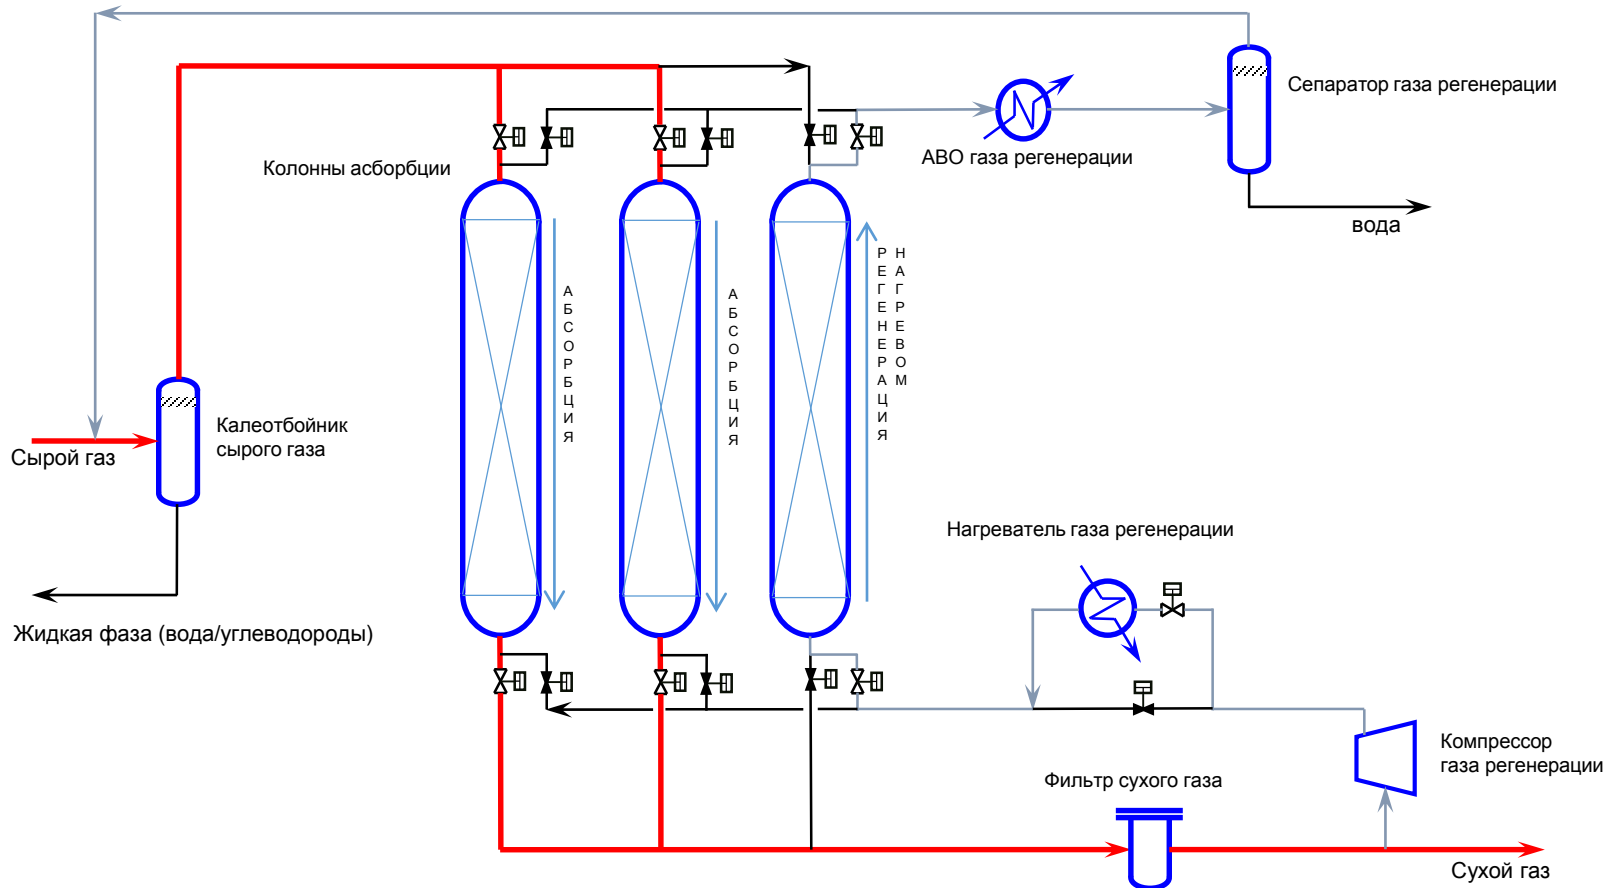 Сепаратор газа регенерации
АВО газа регенерации
Колонны асборбции
вода
АБСОРБЦИЯ
АБСОРБЦИЯ
РЕГЕНЕРАЦИЯ
НАГРЕВОМ
Калеотбойник
сырого газа
Сырой газ
Нагреватель газа регенерации
Жидкая фаза (вода/углеводороды)
Компрессор
газа регенерации
Фильтр сухого газа
Сухой газ